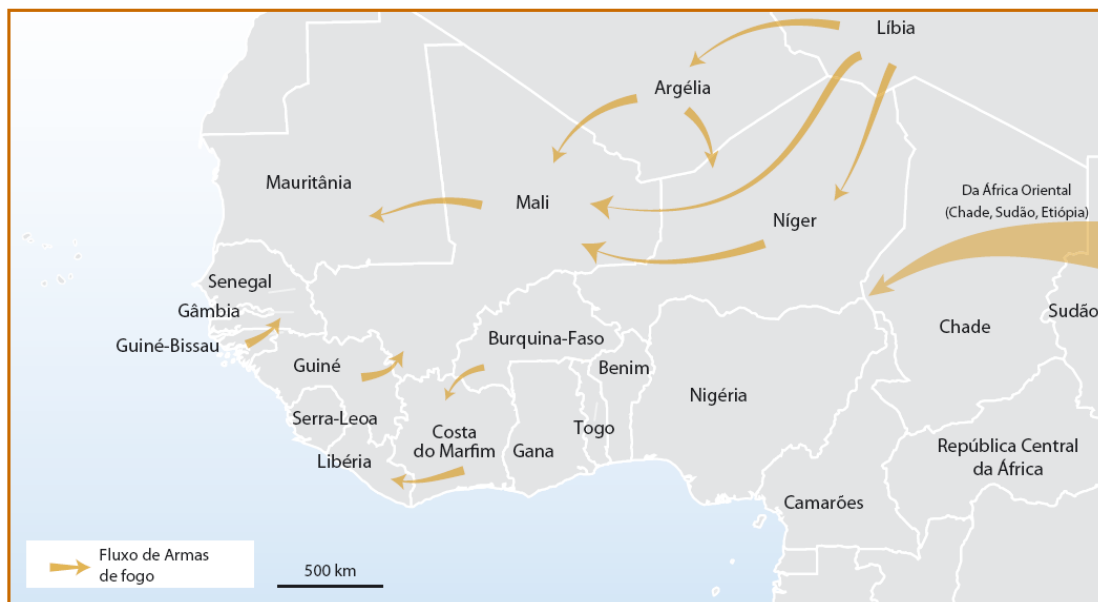 Líbia
Argélia
Mauritânia
Mali
Níger
Da África Oriental
(Chade, Sudão, Etiópia)
Senegal
Gâmbia
Guiné-Bissau
Guiné
Burquina-Faso
Benim
Nigéria
Chade
Sudão
Serra-Leoa
Libéria
Costa
do Marfim
Gana
Togo
Camarões
República Central
da África
Fluxo de Armas
de fogo
500 km